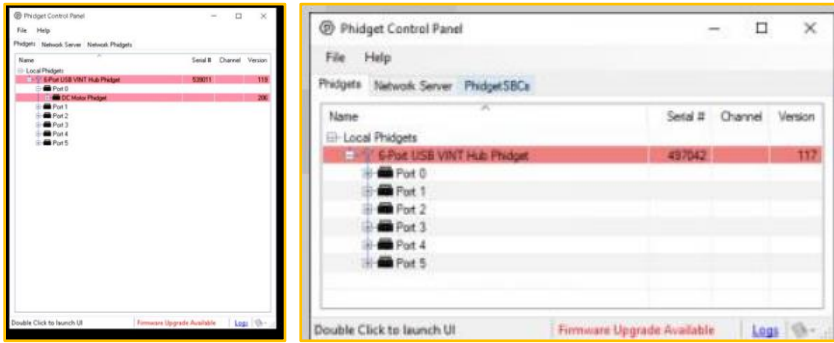 Phidget Control Panel
File Help
Phidgets Network Server Network Phidgets
Name Serial # Channel Version
Local Phidgets
6-Port USB VINT Hub Phidget 119
Port 0
DC Motor Phidget 206
Port 1
Port 2
Port 3
Port 4
Port 5
Double Click to launch UI Firmware Upgrade Available Logs
Phidget Control Panel
File Help
Phidgets Network Server PhidgetSBCs
Name Serial # Channel Version
Local Phidgets
6-Port USB VINT Hub Phidget 497042 117
Port 0
Port 1
Port 2
Port 3
Port 4
Port 5
Double Click to launch UI Firmware Upgrade Available Logs